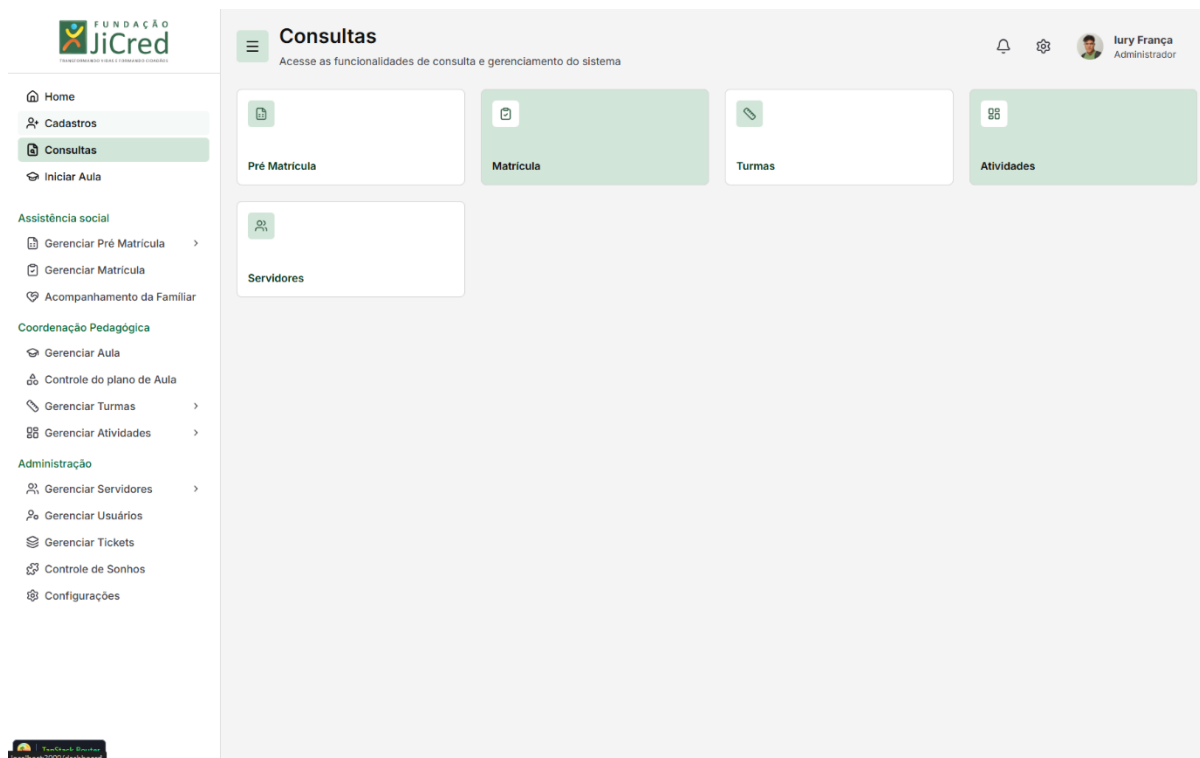 FUNDAÇÃO
JiCred
Home
Cadastros
Consultas
Iniciar Aula
Assistência social
Gerenciar Pré Matrícula
Gerenciar Matrícula
Acompanhamento da Famíliar
Coordenação Pedagógica
Gerenciar Aula
Controle do plano de Aula
Gerenciar Turmas
Gerenciar Atividades
Administração
Gerenciar Servidores
Gerenciar Usuários
Gerenciar Tickets
Controle de Sonhos
Configurações
TanStack Router
Consultas
Acesse as funcionalidades de consulta e gerenciamento do sistema
Iury França
Administrador
Pré Matrícula
Matrícula
Turmas
Atividades
Servidores